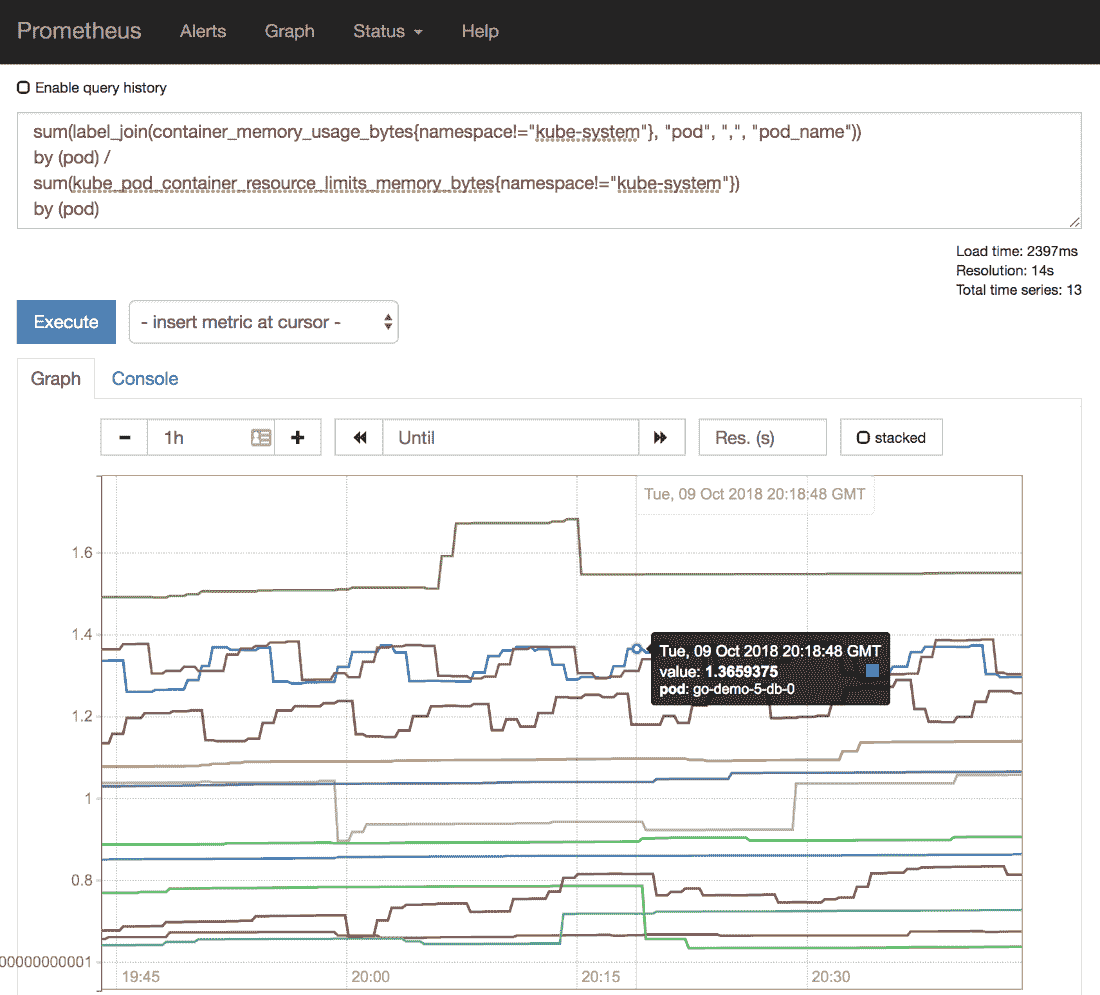 Prometheus Alerts Graph Status Help
Enable query history
sum(label_join(container_memory_usage_bytes{namespace!="kube-system"}, "pod", ",", "pod_name"))
by (pod) /
sum(kube_pod_container_resource_limits_memory_bytes{namespace!="kube-system"})
by (pod)
Load time: 2397ms
Resolution: 14s
Total time series: 13
Execute
- insert metric at cursor -
Graph Console
1h Until Res. (s) stacked
Tue, 09 Oct 2018 20:18:48 GMT
1.6
1.4
Tue, 09 Oct 2018 20:18:48 GMT
value: 1.3659375
pod: go-demo-5-db-0
1.2
1
0.8
00000000001
19:45 20:00 20:15 20:30